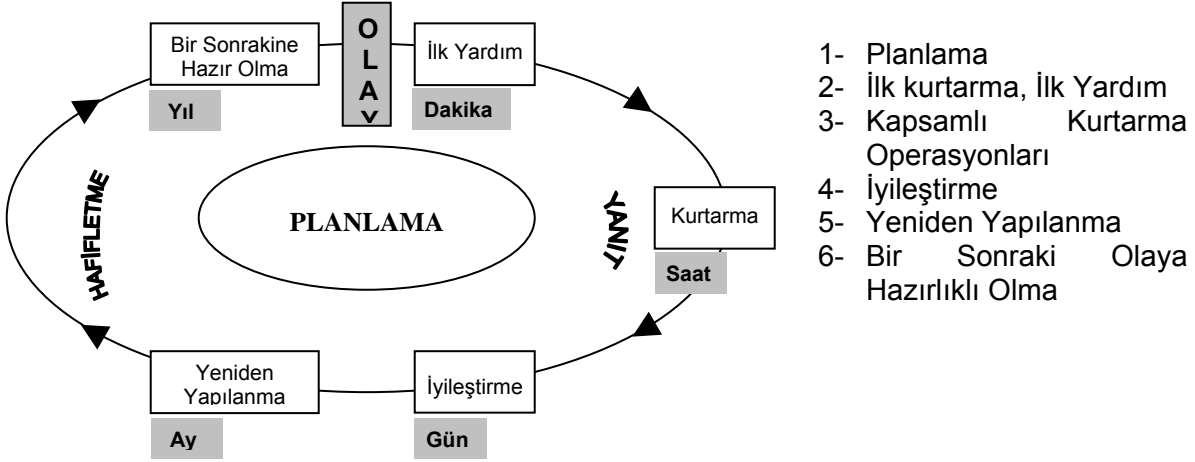 Bir Sonrakine
Hazır Olma
Yıl
O
L
A
Y
İlk Yardım
Dakika
HAFİFLETME
PLANLAMA
YANIT
Kurtarma
Saat
Yeniden
Yapılanma
Ay
İyileştirme
Gün
1- Planlama
2- İlk kurtarma, İlk Yardım
3- Kapsamlı Kurtarma
Operasyonları
4- İyileştirme
5- Yeniden Yapılanma
6- Bir Sonraki Olaya
Hazırlıklı Olma